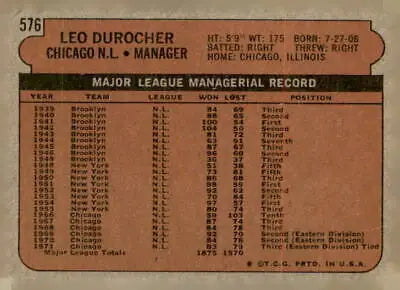 576
LEO DUROCHER
CHICAGO N.L. • MANAGER
HT: 5'9" WT: 175 BORN: 7-27-06
BATTED: RIGHT THREW: RIGHT
HOME: CHICAGO, ILLINOIS
MAJOR LEAGUE MANAGERIAL RECORD
YEAR TEAM LEAGUE WON LOST POSITION
1939 Brooklyn N.L. 84 69 Third
1940 Brooklyn N.L. 88 65 Second
1941 Brooklyn N.L. 100 54 First
1942 Brooklyn N.L. 104 50 Second
1943 Brooklyn N.L. 81 72 Third
1944 Brooklyn N.L. 63 91 Seventh
1945 Brooklyn N.L. 87 67 Third
1946 Brooklyn N.L. 96 60 Second
1948 Brooklyn N.L. 36 37
1948 New York N.L. 51 38
1949 New York N.L. 73 81 Fifth
1950 New York N.L. 86 68 Third
1951 New York N.L. 98 59 First
1952 New York N.L. 92 62 Second
1953 New York N.L. 70 84 Fifth
1954 New York N.L. 97 57 First
1955 New York N.L. 80 74 Third
1966 Chicago N.L. 59 103 Tenth
1967 Chicago N.L. 87 74 Third
1968 Chicago N.L. 84 78 Third
1969 Chicago N.L. 92 70 Second (Eastern Division)
1970 Chicago N.L. 84 78 Second (Eastern Division)
1971 Chicago N.L. 83 79 Third (Eastern Division) Tied
Major League Totals 1875 1570
© T.C.G. PRTD. IN U.S.A.